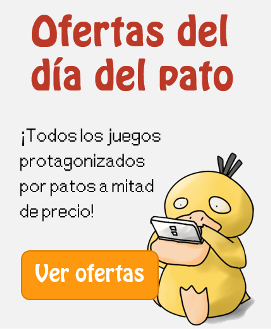 Ofertas del
día del pato
¡Todos los juegos
protagonizados
por patos a mitad
de precio!
Ver ofertas